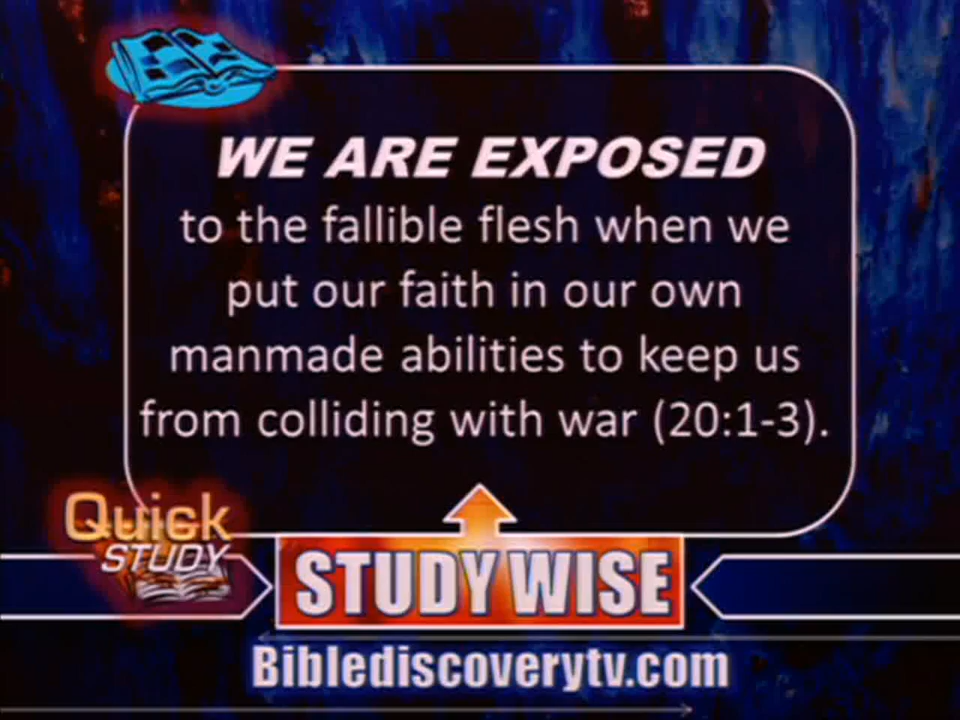 WE ARE EXPOSED
to the fallible flesh when we
put our faith in our own
manmade abilities to keep us
from colliding with war (20:1-3).
Quick
STUDY
STUDY WISE
Biblediscoverytv.com